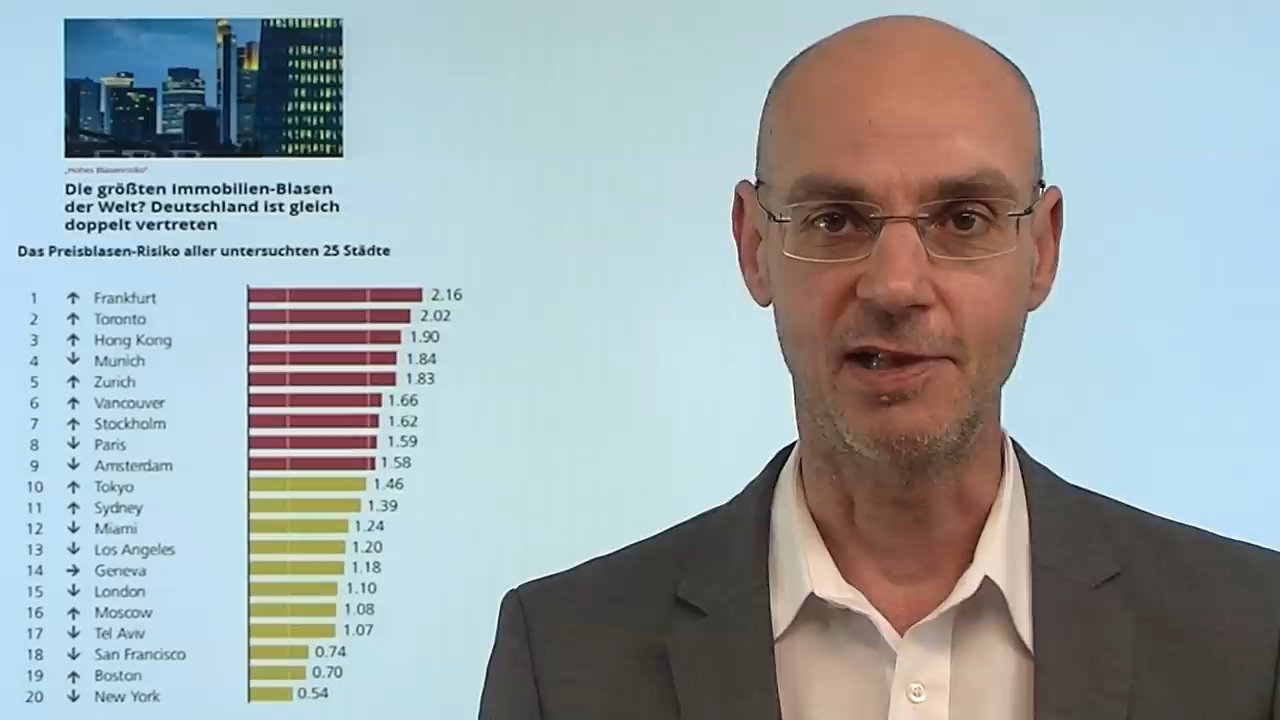 „Hohes Blasenrisiko"
Die größten Immobilien-Blasen
der Welt? Deutschland ist gleich
doppelt vertreten
Das Preisblasen-Risiko aller untersuchten 25 Städte
1 ↑ Frankfurt 2.16
2 ↑ Toronto 2.02
3 ↑ Hong Kong 1.90
4 ↓ Munich 1.84
5 ↑ Zurich 1.83
6 ↑ Vancouver 1.66
7 ↑ Stockholm 1.62
8 ↓ Paris 1.59
9 ↓ Amsterdam 1.58
10 ↑ Tokyo 1.46
11 ↑ Sydney 1.39
12 ↓ Miami 1.24
13 ↓ Los Angeles 1.20
14 → Geneva 1.18
15 ↓ London 1.10
16 ↑ Moscow 1.08
17 ↓ Tel Aviv 1.07
18 ↓ San Francisco 0.74
19 ↑ Boston 0.70
20 ↓ New York 0.54